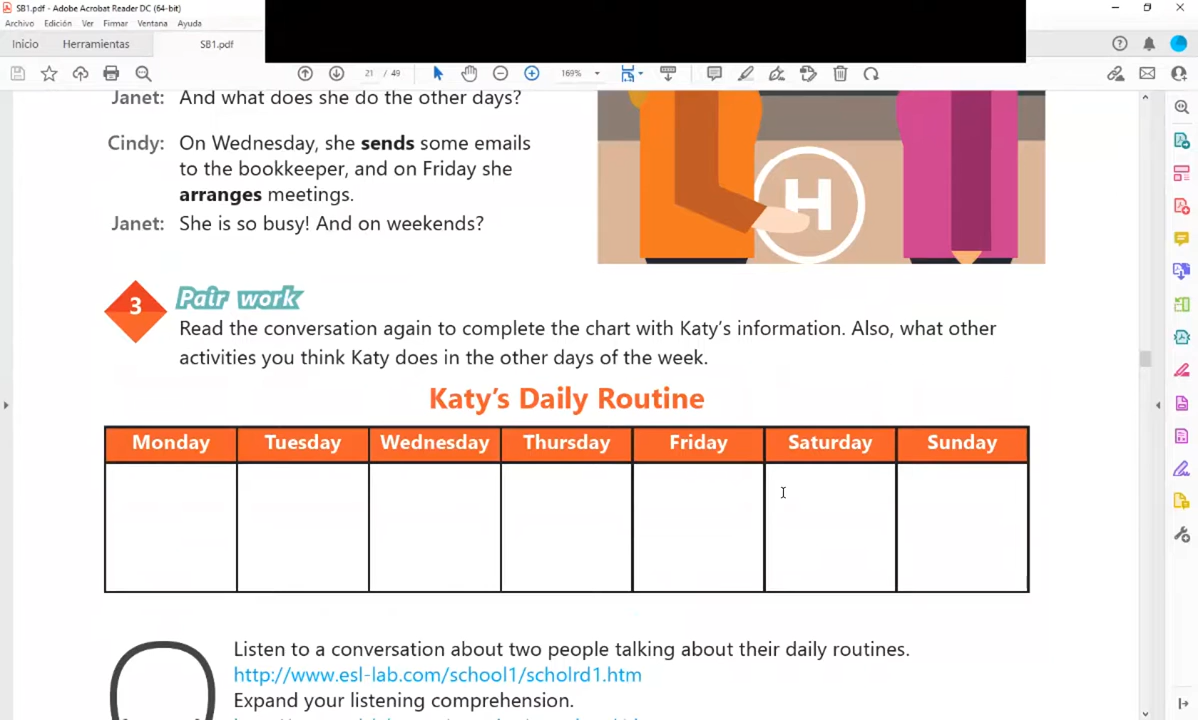 SB1.pdf - Adobe Acrobat Reader DC (64-bit)
Archivo Edición Ver Firmar Ventana Ayuda
Inicio Herramientas SB1.pdf
21 / 49 169%
Janet: And what does she do the other days?
Cindy: On Wednesday, she sends some emails
to the bookkeeper, and on Friday she
arranges meetings.
Janet: She is so busy! And on weekends?
H
3 Pair work
Read the conversation again to complete the chart with Katy's information. Also, what other
activities you think Katy does in the other days of the week.
Katy's Daily Routine
Monday Tuesday Wednesday Thursday Friday Saturday Sunday
Listen to a conversation about two people talking about their daily routines.
http://www.esl-lab.com/school1/scholrd1.htm
Expand your listening comprehension.